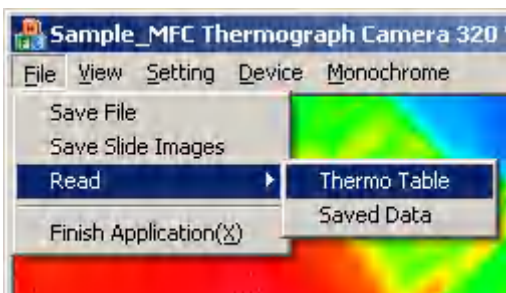 Sample_MFC Thermograph Camera 320
File View Setting Device Monochrome
Save File
Save Slide Images
Read
Thermo Table
Saved Data
Finish Application(X)